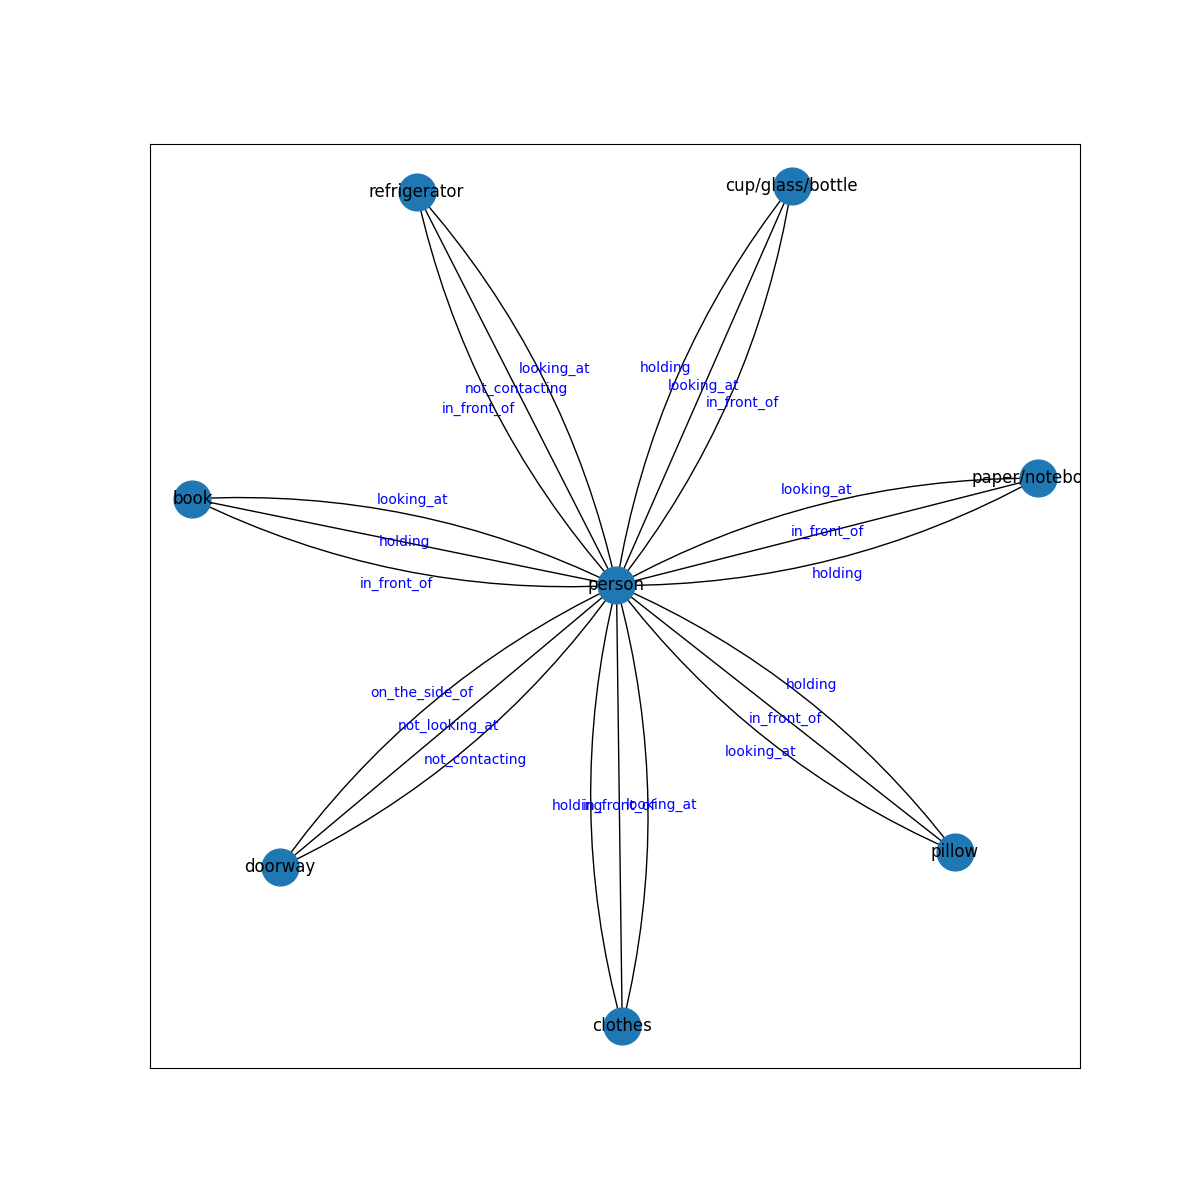 refrigerator
cup/glass/bottle
looking_at
holding
not_contacting
looking_at
in_front_of
in_front_of
book
looking_at
holding
in_front_of
paper/notebo
looking_at
in_front_of
holding
person
on_the_side_of
not_looking_at
not_contacting
holding
in_front_of
looking_at
holding
in_front_of
looking_at
doorway
pillow
clothes